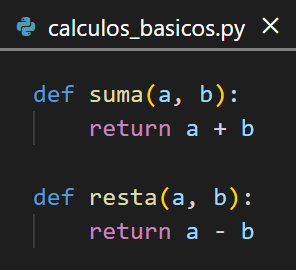 calculos_basicos.py ×
def suma(a, b):
    return a + b
def resta(a, b):
    return a - b